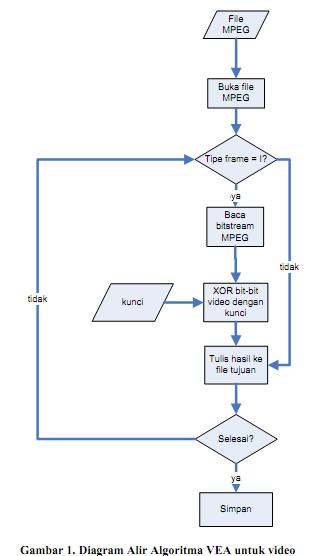 File
MPEG
Buka file
MPEG
Tipe frame = I?
ya
Baca
bitstream
MPEG
tidak
tidak
kunci
XOR bit-bit
video dengan
kunci
Tulis hasil ke
file tujuan
Selesai?
ya
Simpan
Gambar 1. Diagram Alir Algoritma VEA untuk video